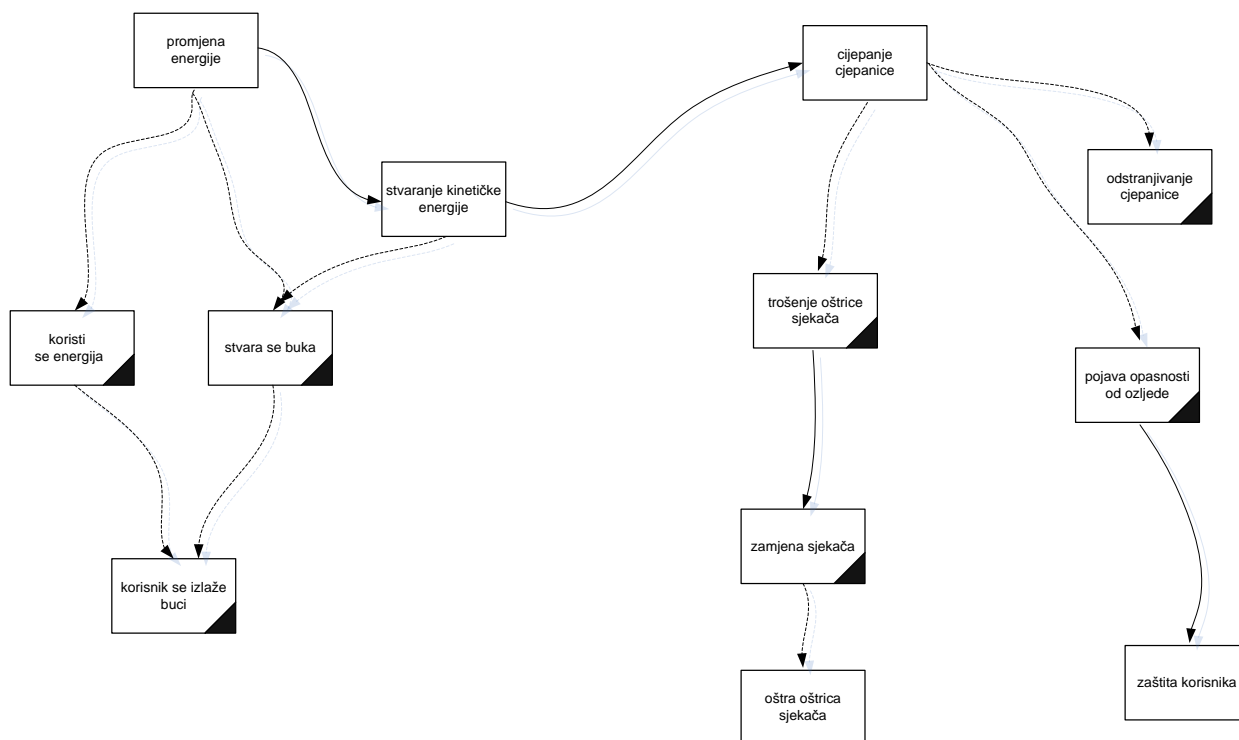 promjena
energije
cijepanje
cjepanice
stvaranje kinetičke
energije
odstranjivanje
cjepanice
trošenje oštrice
sjekača
koristi
se energija
stvara se buka
pojava opasnosti
od ozljede
zamjena sjekača
korisnik se izlaže
buci
zaštita korisnika
oštra oštrica
sjekača